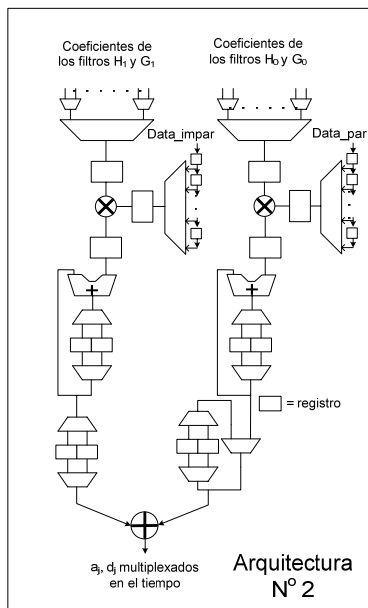 Coeficientes de
los filtros H₁ y G₁
Coeficientes de
los filtros H₀ y G₀
Data_impar
Data_par
+
+
= registro
aⱼ, dⱼ multiplexados
en el tiempo
Arquitectura
Nº 2